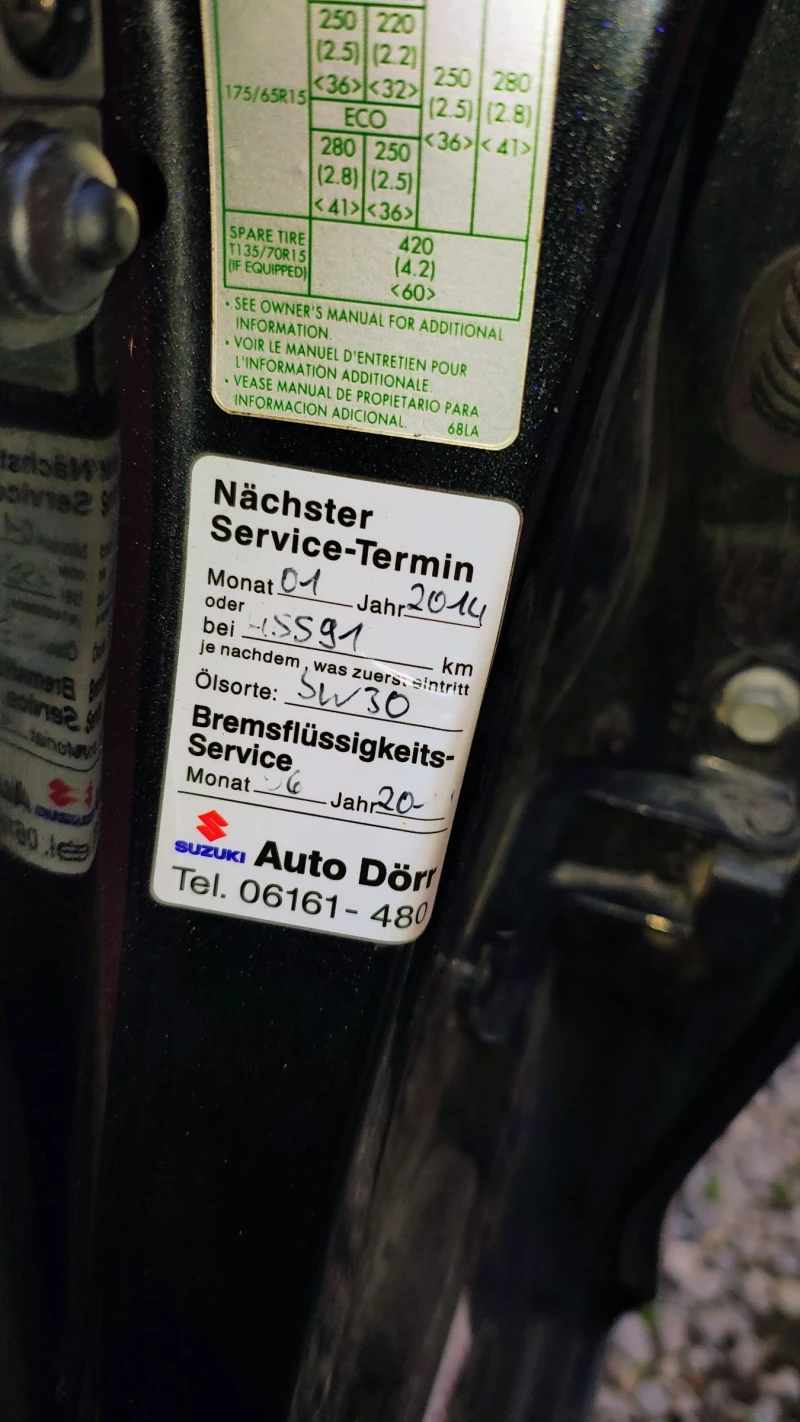 250 220
(2.5) (2.2)
<36> <32> 250 280
175/65R15 (2.5) (2.8)
ECO <36> <41>
280 250
(2.8) (2.5)
<41> <36>
SPARE TIRE 420
T135/70R15 (4.2)
(IF EQUIPPED) <60>
• SEE OWNER'S MANUAL FOR ADDITIONAL
INFORMATION.
• VOIR LE MANUEL D'ENTRETIEN POUR
L'INFORMATION ADDITIONALE.
• VEASE MANUAL DE PROPIETARIO PARA
INFORMACION ADICIONAL. 68LA
Nächster
Service-Termin
Monat 01 Jahr 2014
oder
bei km
je nachdem, was zuerst eintritt
Ölsorte: 5W30
Bremsflüssigkeits-
Service
Monat Jahr
SUZUKI Auto Dörr
Tel. 06161-480